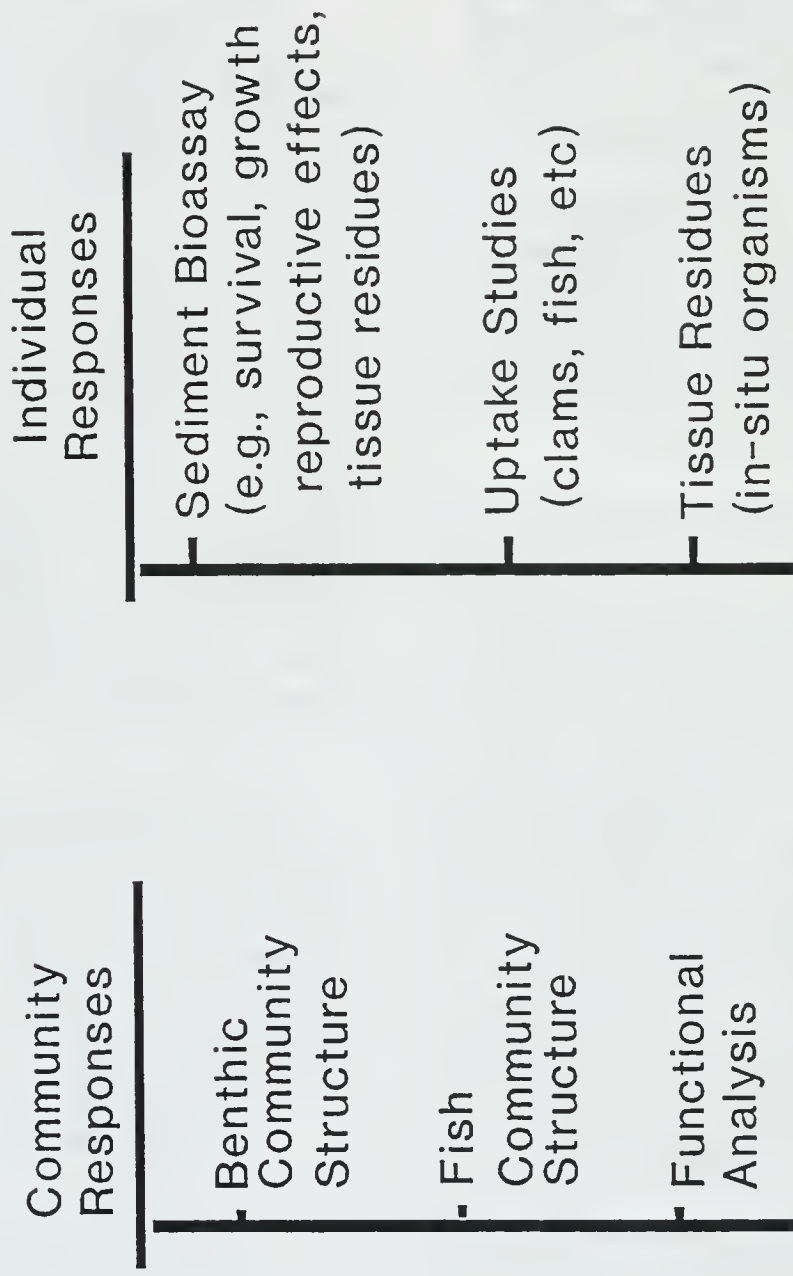 Community
Responses
Benthic
Community
Structure
Fish
Community
Structure
Functional
Analysis
Individual
Responses
Sediment Bioassay
(e.g., survival, growth
reproductive effects,
tissue residues)
Uptake Studies
(clams, fish, etc)
Tissue Residues
(in-situ organisms)